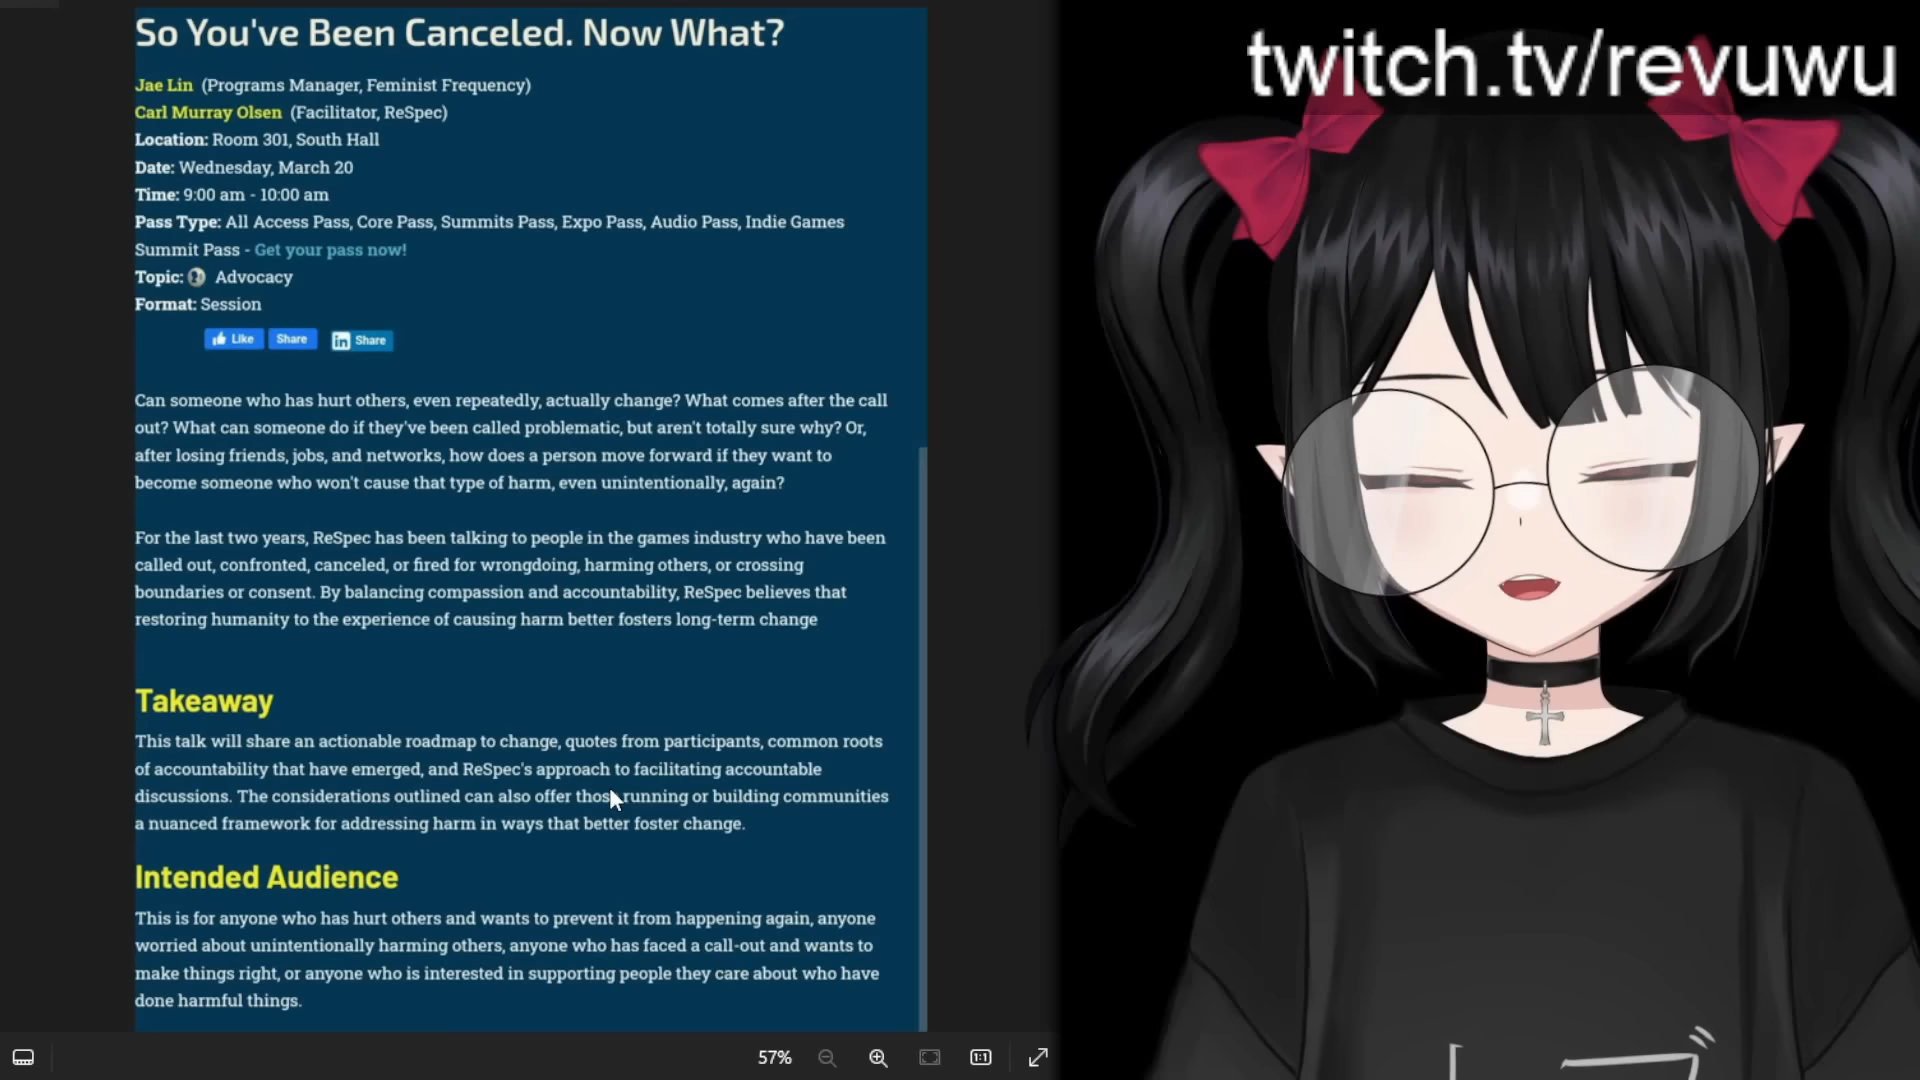 So You've Been Canceled. Now What?
Jae Lin (Programs Manager, Feminist Frequency)
Carl Murray Olsen (Facilitator, ReSpec)
Location: Room 301, South Hall
Date: Wednesday, March 20
Time: 9:00 am - 10:00 am
Pass Type: All Access Pass, Core Pass, Summits Pass, Expo Pass, Audio Pass, Indie Games
Summit Pass - Get your pass now!
Topic: Advocacy
Format: Session
Like Share in Share
Can someone who has hurt others, even repeatedly, actually change? What comes after the call
out? What can someone do if they've been called problematic, but aren't totally sure why? Or,
after losing friends, jobs, and networks, how does a person move forward if they want to
become someone who won't cause that type of harm, even unintentionally, again?
For the last two years, ReSpec has been talking to people in the games industry who have been
called out, confronted, canceled, or fired for wrongdoing, harming others, or crossing
boundaries or consent. By balancing compassion and accountability, ReSpec believes that
restoring humanity to the experience of causing harm better fosters long-term change
Takeaway
This talk will share an actionable roadmap to change, quotes from participants, common roots
of accountability that have emerged, and ReSpec's approach to facilitating accountable
discussions. The considerations outlined can also offer those running or building communities
a nuanced framework for addressing harm in ways that better foster change.
Intended Audience
This is for anyone who has hurt others and wants to prevent it from happening again, anyone
worried about unintentionally harming others, anyone who has faced a call-out and wants to
make things right, or anyone who is interested in supporting people they care about who have
done harmful things.
57%
1:1
twitch.tv/revuwu